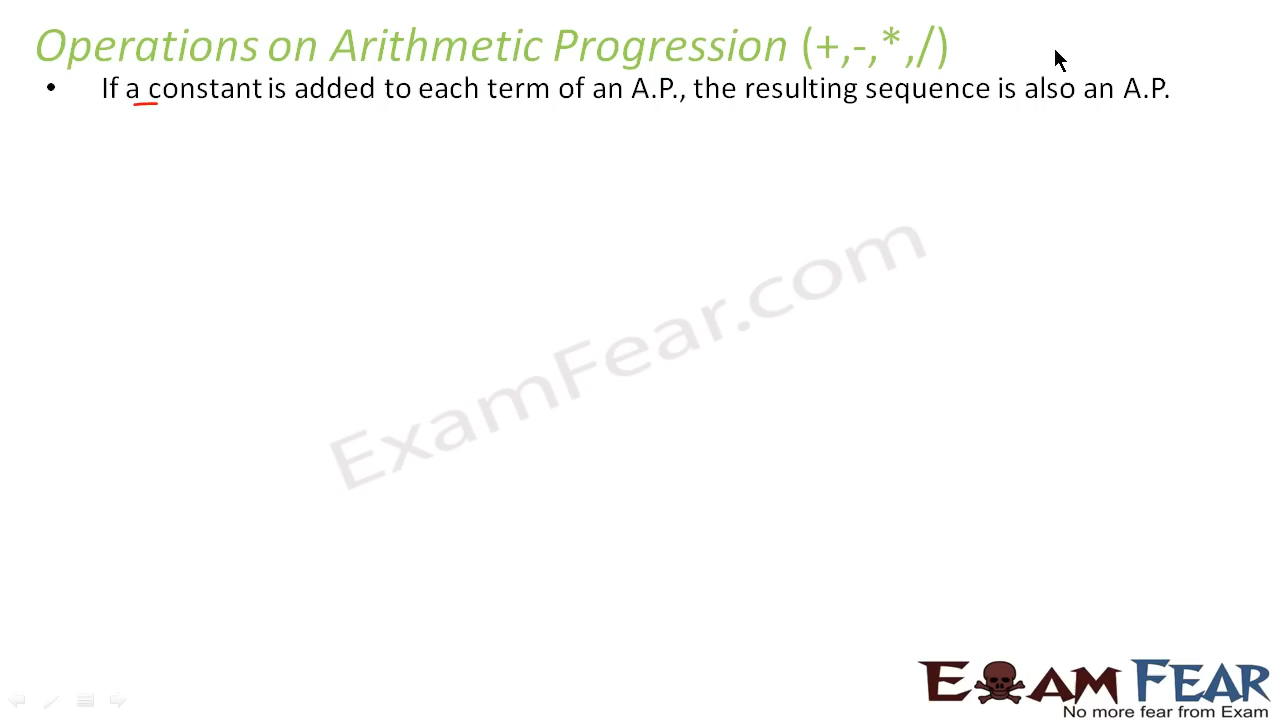 Operations on Arithmetic Progression (+,-,*,/)
• If a constant is added to each term of an A.P., the resulting sequence is also an A.P.
ExamFear.com
EXAM FEAR
No more fear from Exam